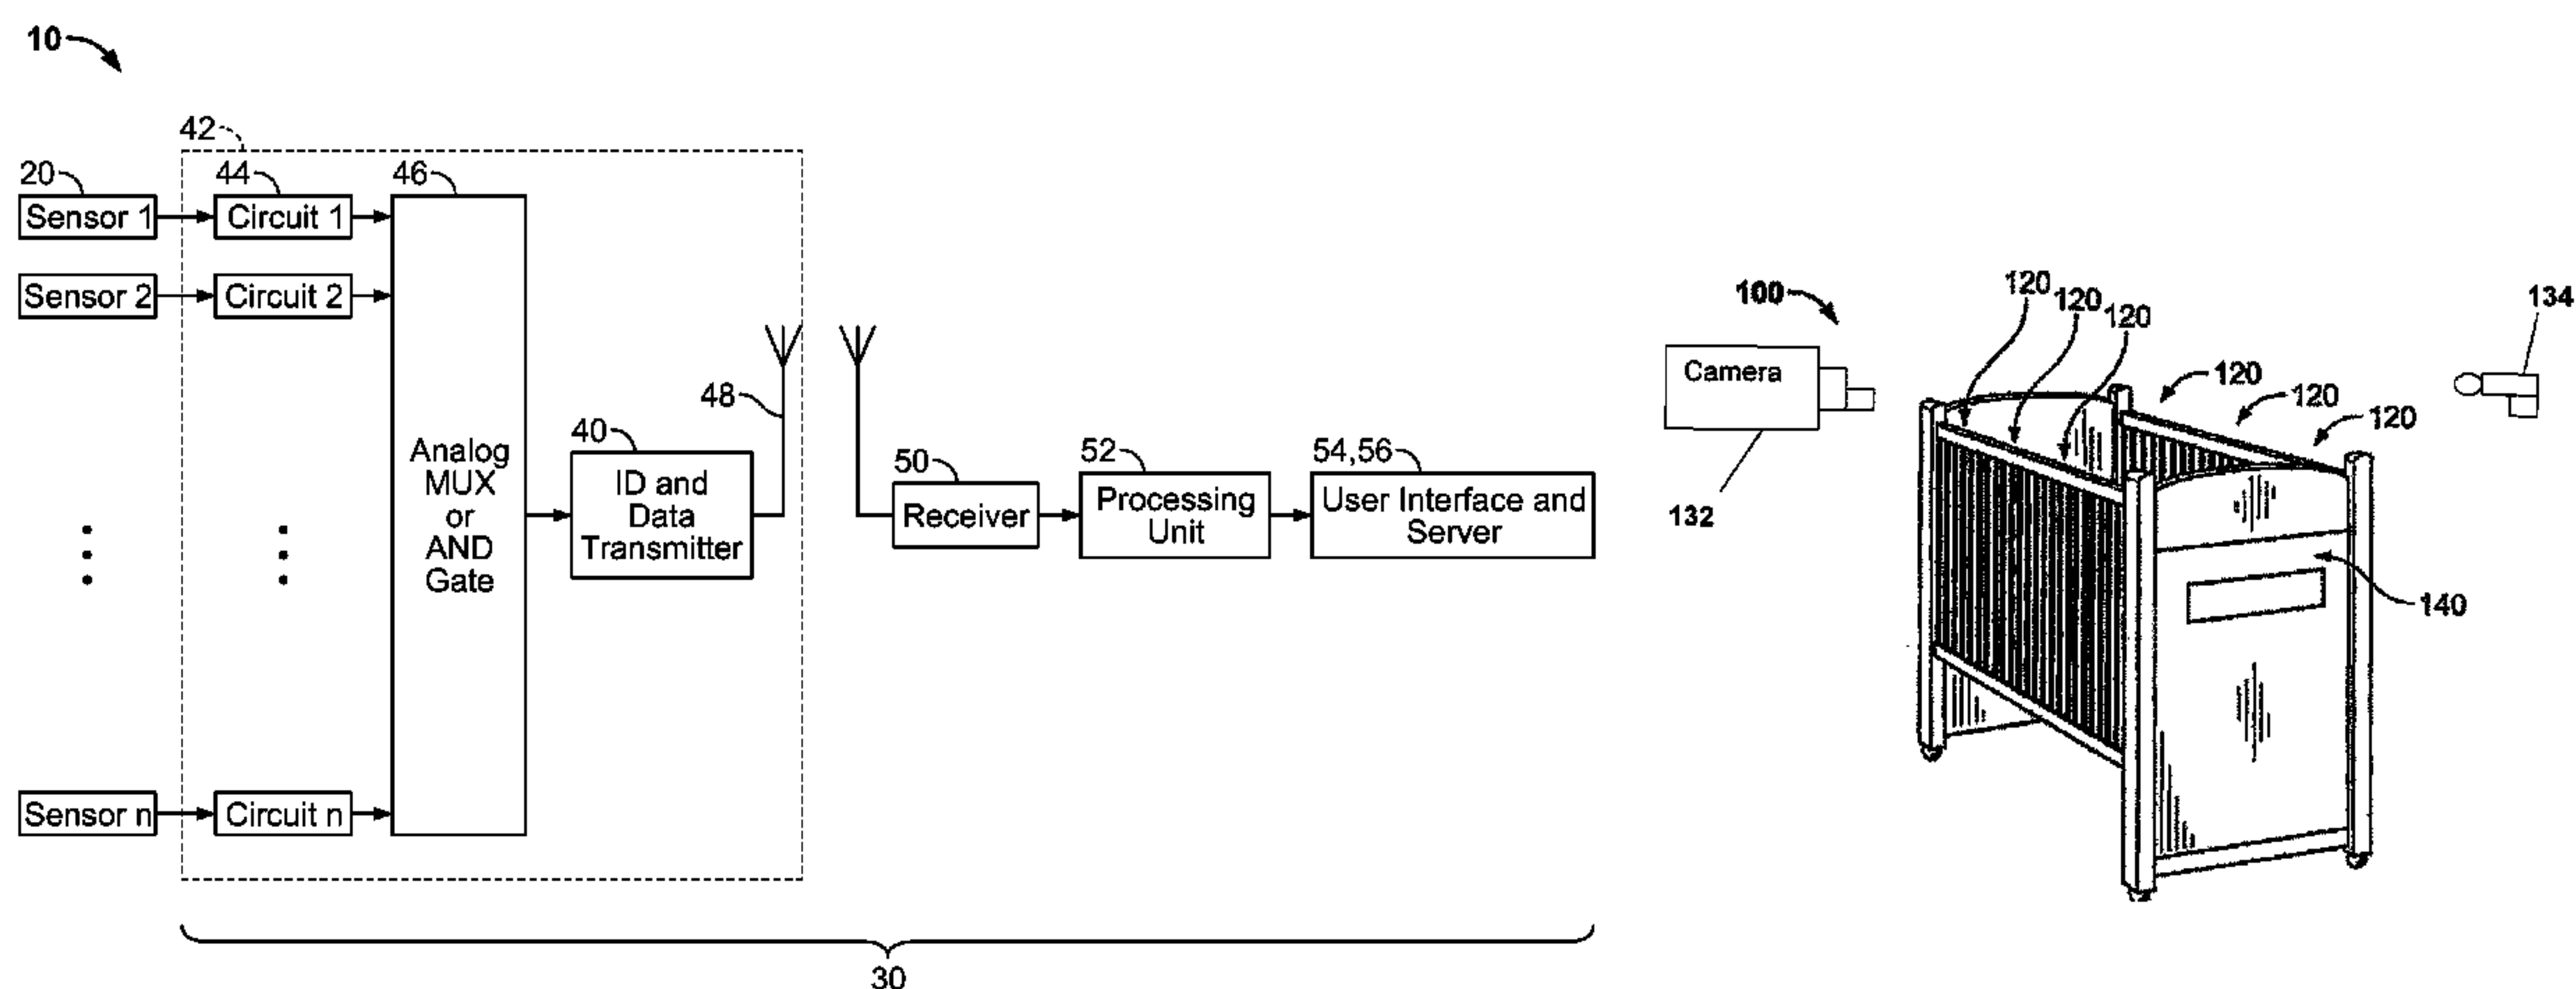 10
42
20
44
46
Sensor 1
Circuit 1
Sensor 2
Circuit 2
Analog
MUX
or
AND
Gate
40
ID and
Data
Transmitter
48
50
Receiver
52
Processing
Unit
54,56
User Interface and
Server
Sensor n
Circuit n
30
100
120
120
120
134
Camera
120
120
120
132
140